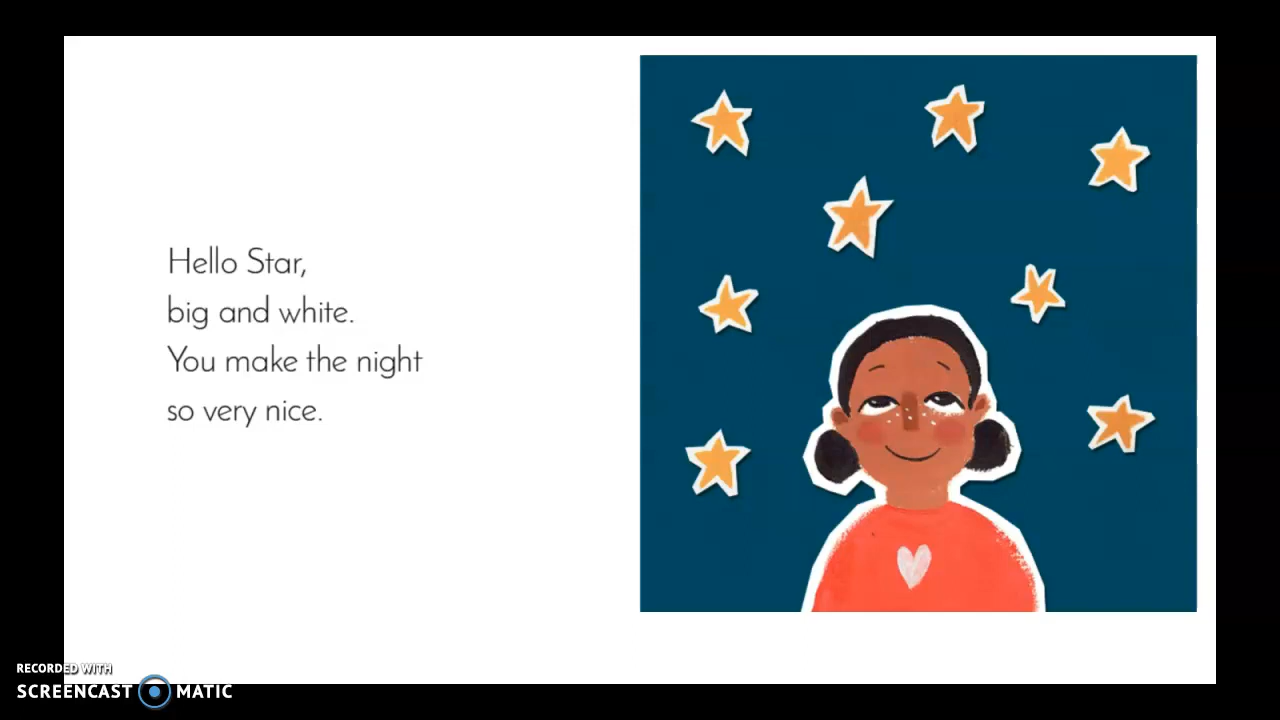 Hello Star,
big and white.
You make the night
so very nice.
RECORDED WITH
SCREENCAST MATIC